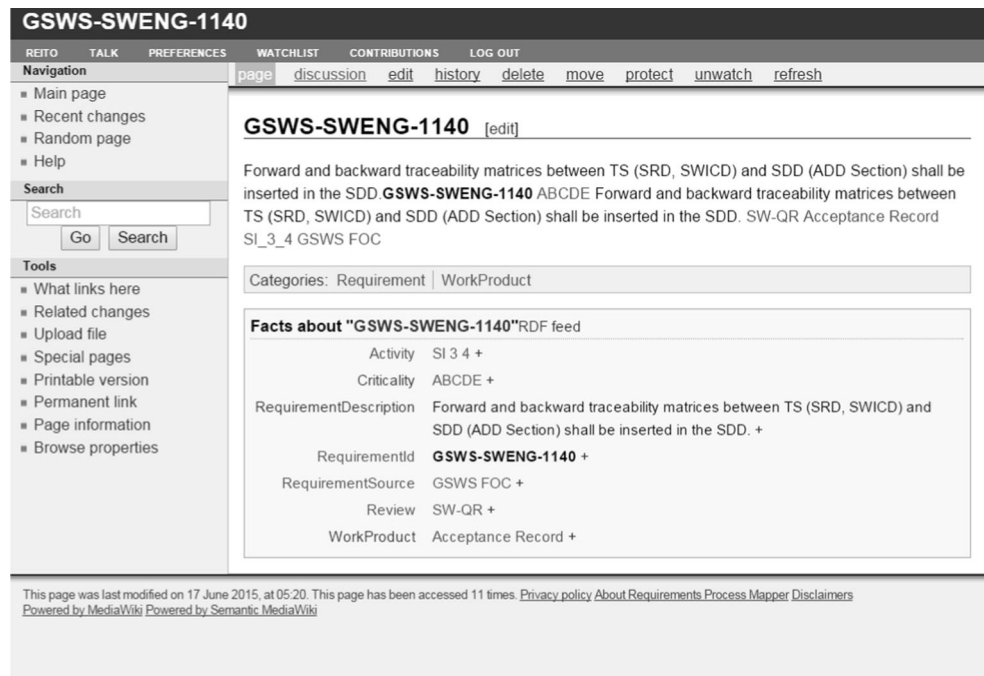 GSWS-SWENG-1140
REITO TALK PREFERENCES WATCHLIST CONTRIBUTIONS LOG OUT
Navigation
Main page
Recent changes
Random page
Help
Search
Search
Go Search
Tools
What links here
Related changes
Upload file
Special pages
Printable version
Permanent link
Page information
Browse properties
page discussion edit history delete move protect unwatch refresh
GSWS-SWENG-1140 [edit]
Forward and backward traceability matrices between TS (SRD, SWICD) and SDD (ADD Section) shall be
inserted in the SDD.GSWS-SWENG-1140 ABCDE Forward and backward traceability matrices between
TS (SRD, SWICD) and SDD (ADD Section) shall be inserted in the SDD. SW-QR Acceptance Record
SI_3_4 GSWS FOC
Categories: Requirement | WorkProduct
Facts about "GSWS-SWENG-1140"RDF feed
Activity SI 3 4 +
Criticality ABCDE +
RequirementDescription Forward and backward traceability matrices between TS (SRD, SWICD) and
SDD (ADD Section) shall be inserted in the SDD. +
RequirementId GSWS-SWENG-1140 +
RequirementSource GSWS FOC +
Review SW-QR +
WorkProduct Acceptance Record +
This page was last modified on 17 June 2015, at 05:20. This page has been accessed 11 times. Privacy policy About Requirements Process Mapper Disclaimers
Powered by MediaWiki Powered by Semantic MediaWiki